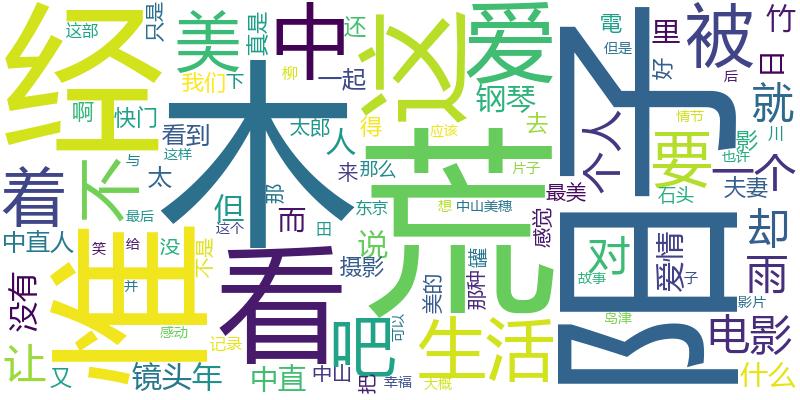 经
美
中
这
爱
子
被
竹
只是
这部
真是
还
里
電
但是
日
我们
下
柳
一起
钢琴
好
后
就
木
啊
快门
看到
太郎
人
得
应该
去
个人
情节
川
影
要
也许
一个
荒
不
与
这样
太
来
那么
片子
最美
夫妻
石头
着
最后
但
那
而
东京
想
中山美穗
阳
却
准
中直人
笑
给
没
这个
田
说
感觉
对
爱情
雨
看
不是
摄影
美的
那种
罐
故事
子
影片
没有
并
感动
吧
可以
生活
岛津
电影
让
又
记录
镜头
年
中直
中山
把
幸福
大概
什么